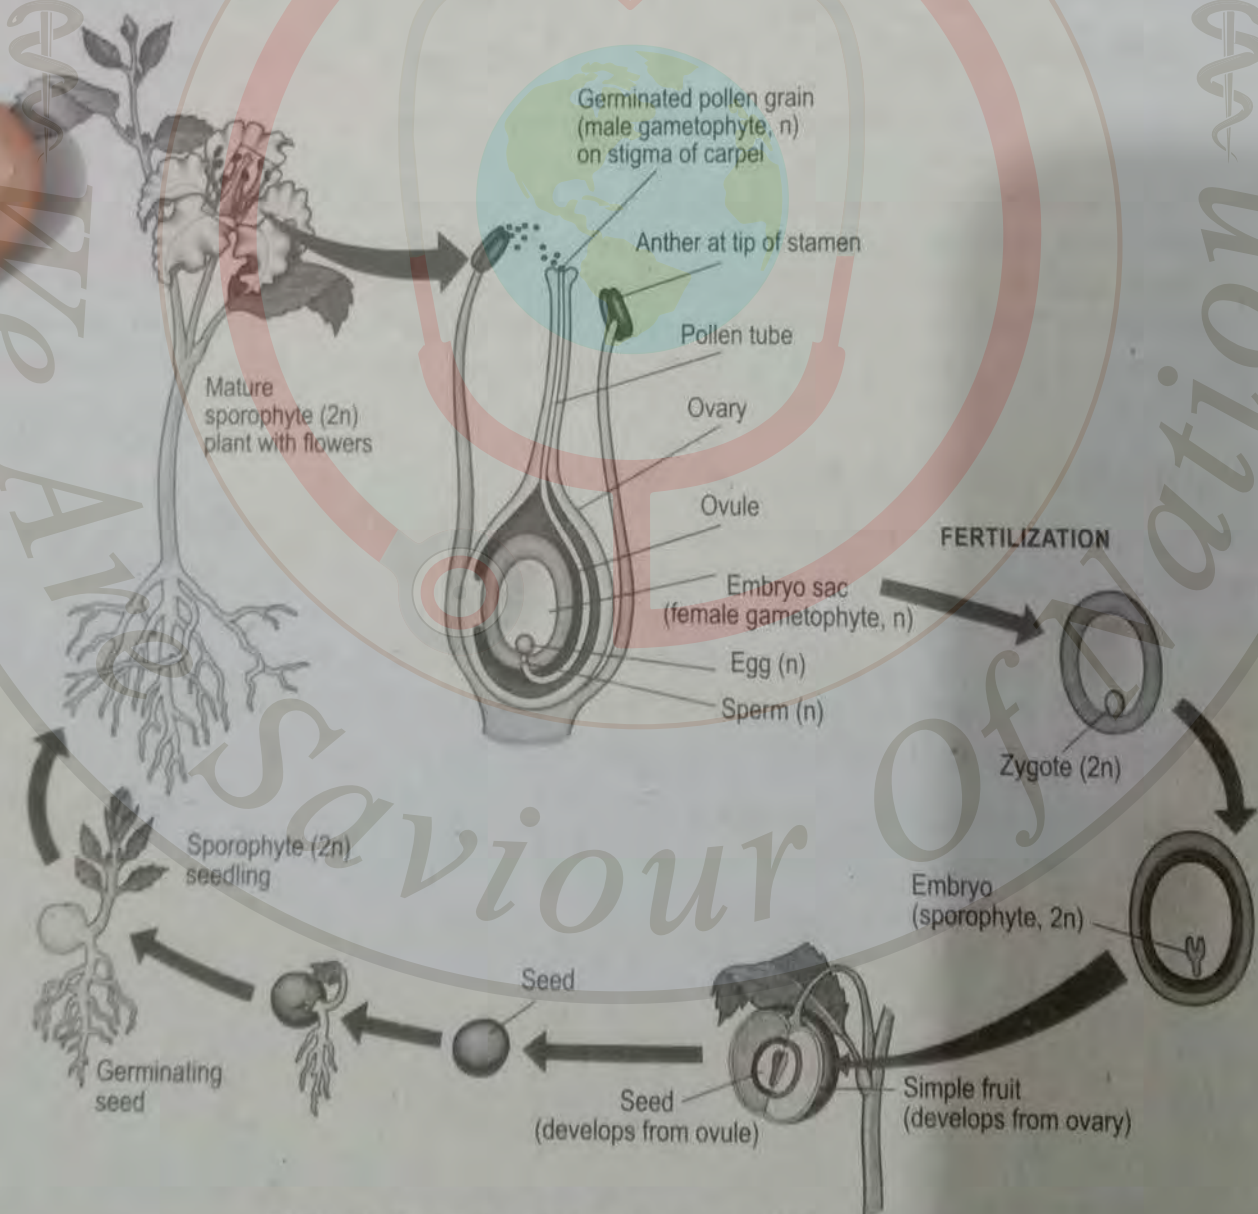 Germinated pollen grain
(male gametophyte, n)
on stigma of carpel
Anther at tip of stamen
Pollen tube
Mature
sporophyte (2n)
plant with flowers
Ovary
Ovule
FERTILIZATION
Embryo sac
(female gametophyte, n)
Egg (n)
Sperm (n)
Zygote (2n)
Sporophyte (2n)
seedling
Embryo
(sporophyte, 2n)
Seed
Germinating
seed
Seed
(develops from ovule)
Simple fruit
(develops from ovary)
We Are Saviour Of Nation